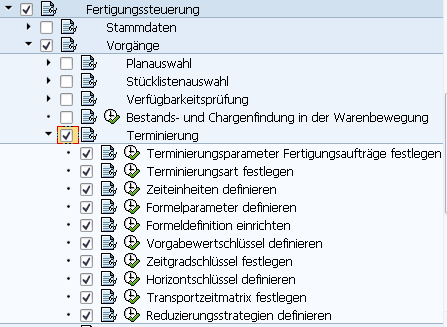 Fertigungssteuerung
Stammdaten
Vorgänge
Planauswahl
Stücklistenauswahl
Verfügbarkeitsprüfung
Bestands- und Chargenfindung in der Warenbewegung
Terminierung
Terminierungsparameter Fertigungsaufträge festlegen
Terminierungsart festlegen
Zeiteinheiten definieren
Formelparameter definieren
Formeldefinition einrichten
Vorgabewertschlüssel definieren
Zeitgradschlüssel festlegen
Horizontschlüssel definieren
Transportzeitmatrix festlegen
Reduzierungsstrategien definieren